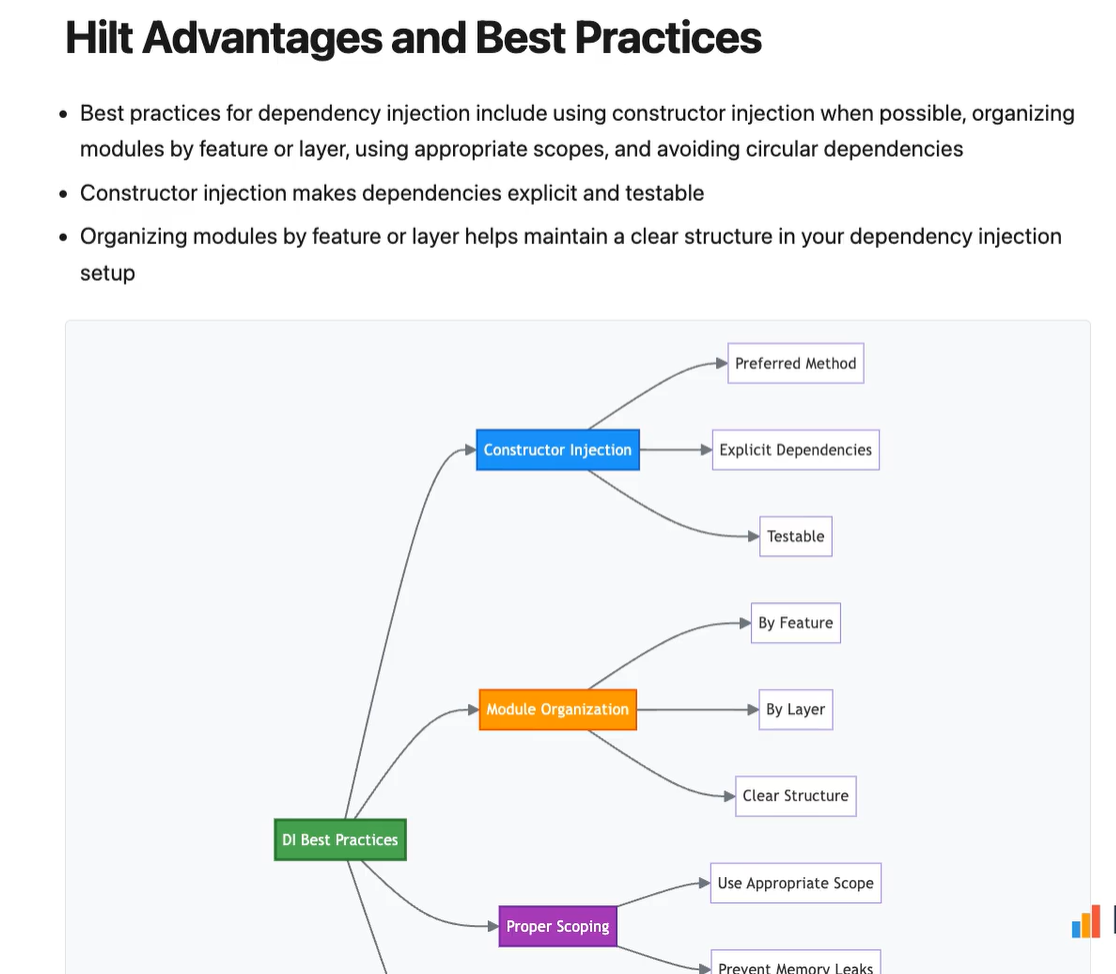 Hilt Advantages and Best Practices
Best practices for dependency injection include using constructor injection when possible, organizing
modules by feature or layer, using appropriate scopes, and avoiding circular dependencies
Constructor injection makes dependencies explicit and testable
Organizing modules by feature or layer helps maintain a clear structure in your dependency injection
setup
Preferred Method
Constructor Injection
Explicit Dependencies
Testable
By Feature
Module Organization
By Layer
Clear Structure
DI Best Practices
Use Appropriate Scope
Proper Scoping
Prevent Memory Leaks